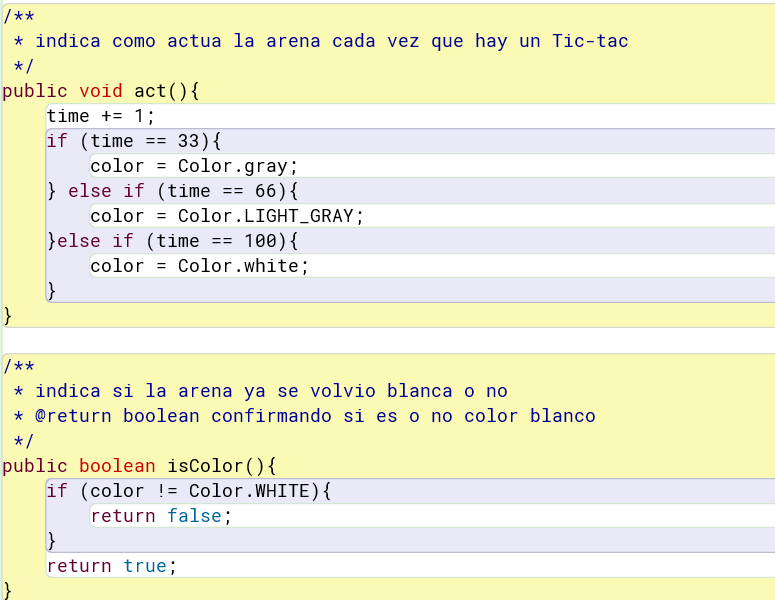 /**
 * indica como actua la arena cada vez que hay un Tic-tac
 */
public void act(){
    time += 1;
    if (time == 33){
        color = Color.gray;
    } else if (time == 66){
        color = Color.LIGHT_GRAY;
    }else if (time == 100){
        color = Color.white;
    }
}
/**
 * indica si la arena ya se volvio blanca o no
 * @return boolean confirmando si es o no color blanco
 */
public boolean isColor(){
    if (color != Color.WHITE){
        return false;
    }
    return true;
}